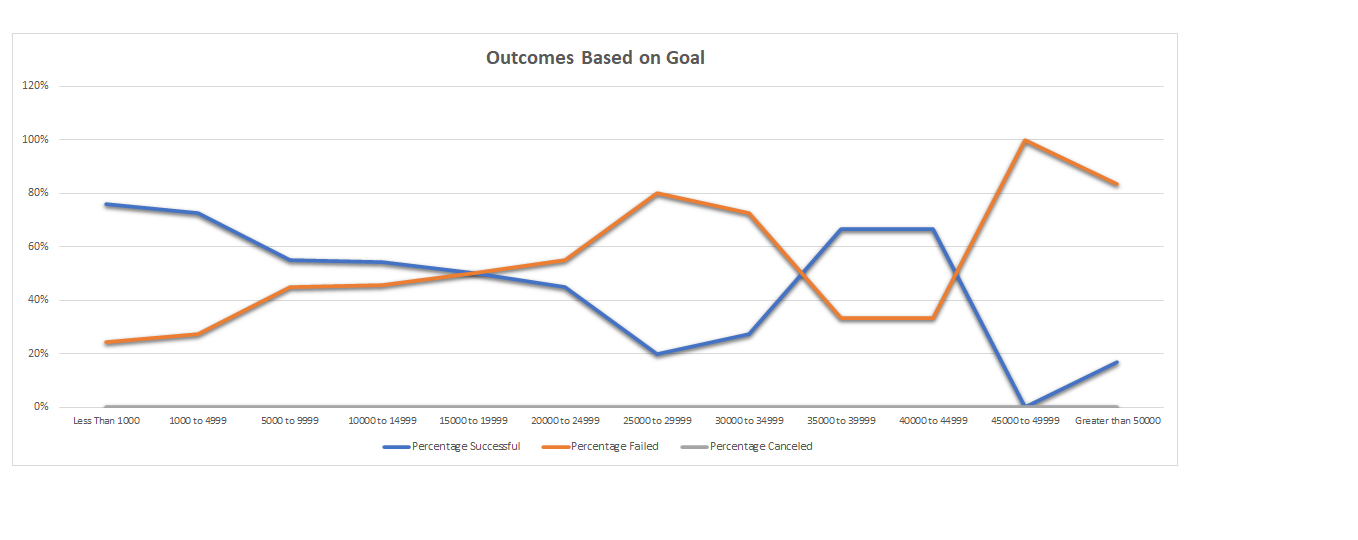 Outcomes Based on Goal
120%
100%
80%
60%
40%
20%
0%
Less Than 1000 1000 to 4999 5000 to 9999 10000 to 14999 15000 to 19999 20000 to 24999 25000 to 29999 30000 to 34999 35000 to 39999 40000 to 44999 45000 to 49999 Greater than 50000
Percentage Successful Percentage Failed Percentage Canceled